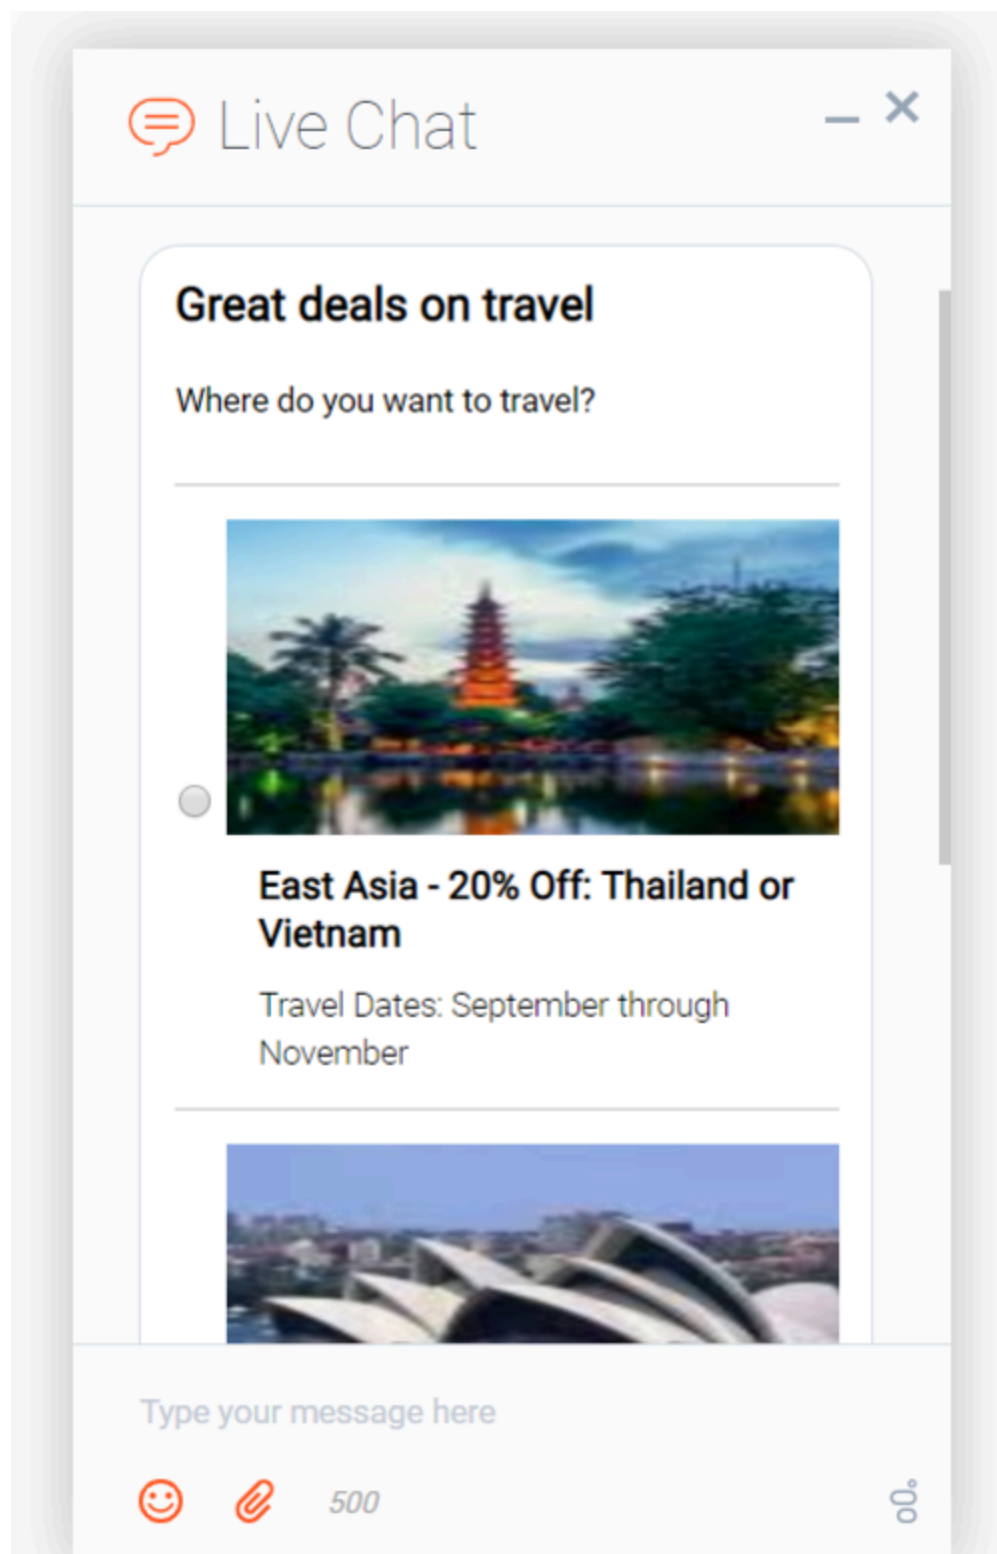 Live Chat
Great deals on travel
Where do you want to travel?
East Asia - 20% Off: Thailand or
Vietnam
Travel Dates: September through
November
Type your message here
500